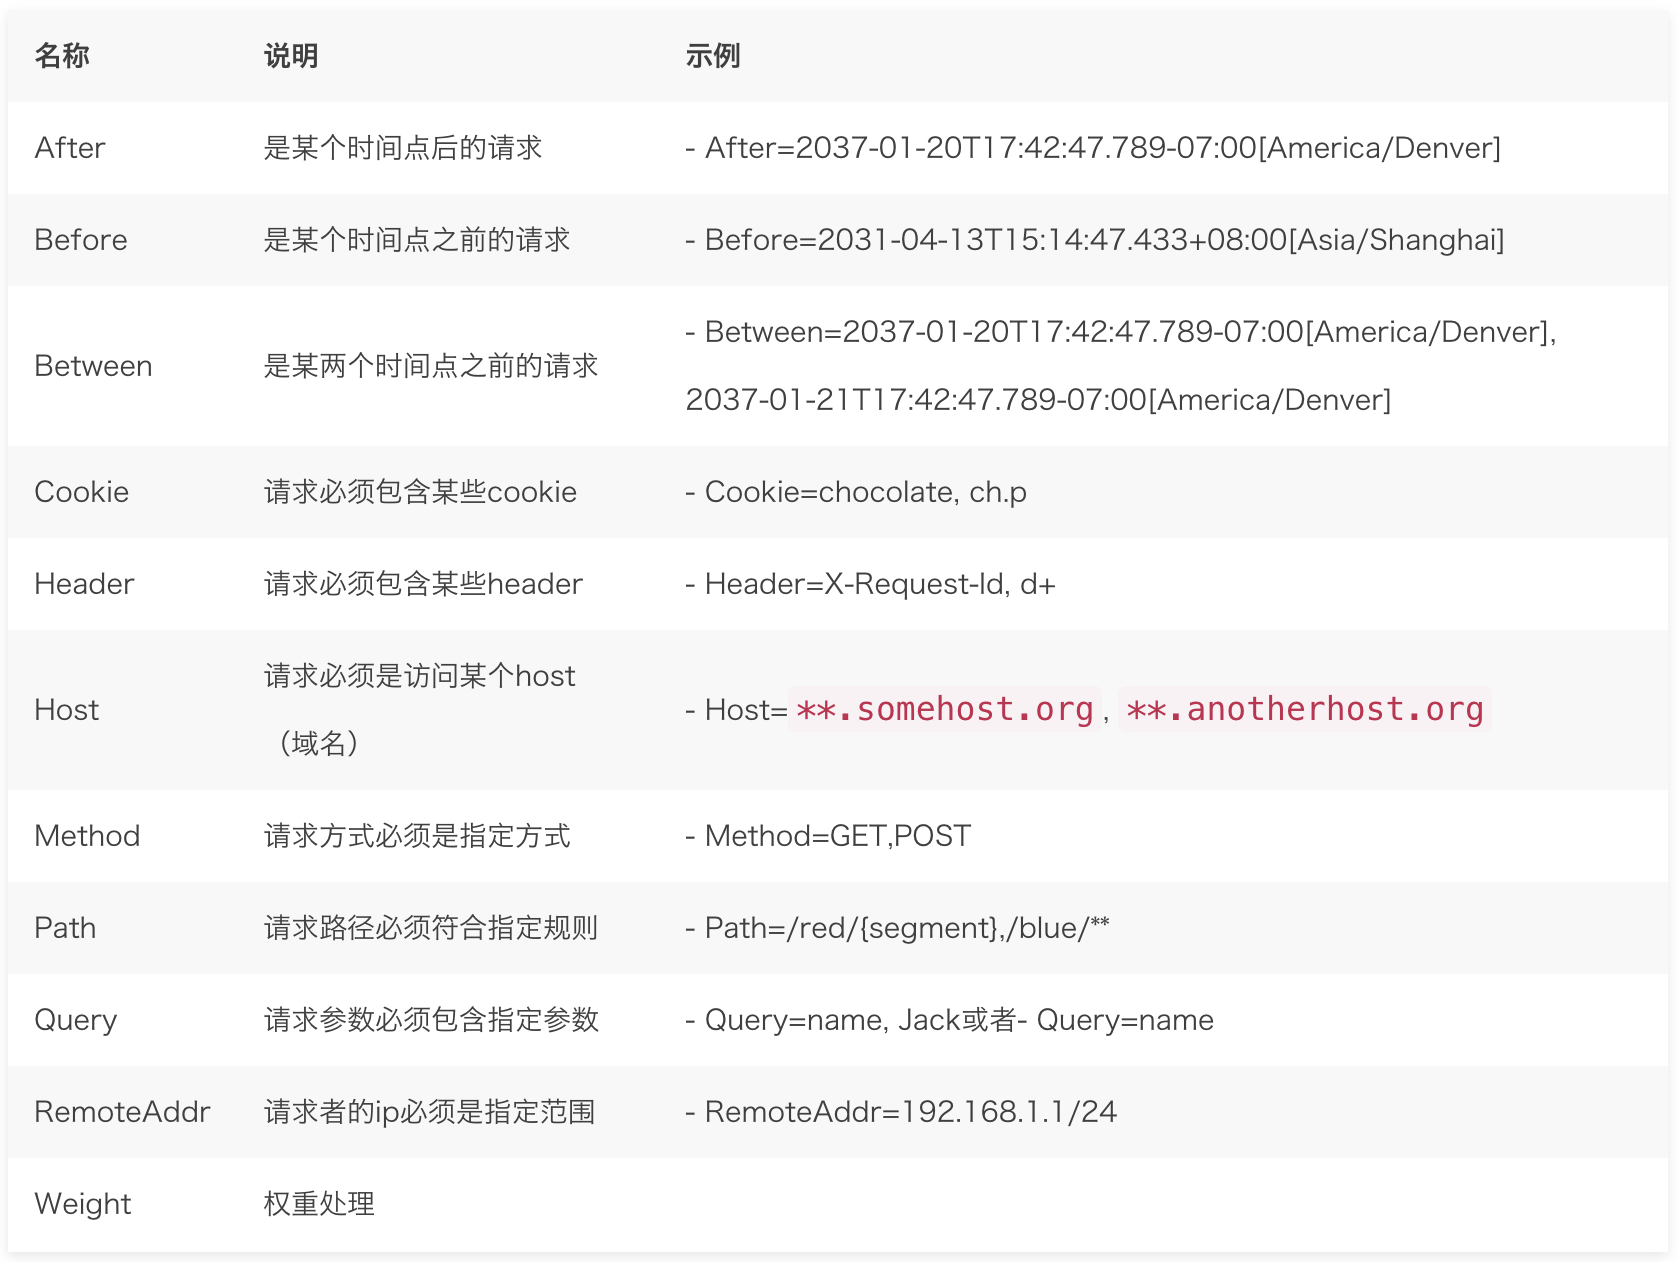 名称 说明 示例
After 是某个时间点后的请求 - After=2037-01-20T17:42:47.789-07:00[America/Denver]
Before 是某个时间点之前的请求 - Before=2031-04-13T15:14:47.433+08:00[Asia/Shanghai]
Between 是某两个时间点之前的请求 - Between=2037-01-20T17:42:47.789-07:00[America/Denver],
2037-01-21T17:42:47.789-07:00[America/Denver]
Cookie 请求必须包含某些cookie - Cookie=chocolate, ch.p
Header 请求必须包含某些header - Header=X-Request-Id, d+
Host 请求必须是访问某个host
（域名） - Host=**.somehost.org, **.anotherhost.org
Method 请求方式必须是指定方式 - Method=GET,POST
Path 请求路径必须符合指定规则 - Path=/red/{segment},/blue/**
Query 请求参数必须包含指定参数 - Query=name, Jack或者- Query=name
RemoteAddr 请求者的ip必须是指定范围 - RemoteAddr=192.168.1.1/24
Weight 权重处理